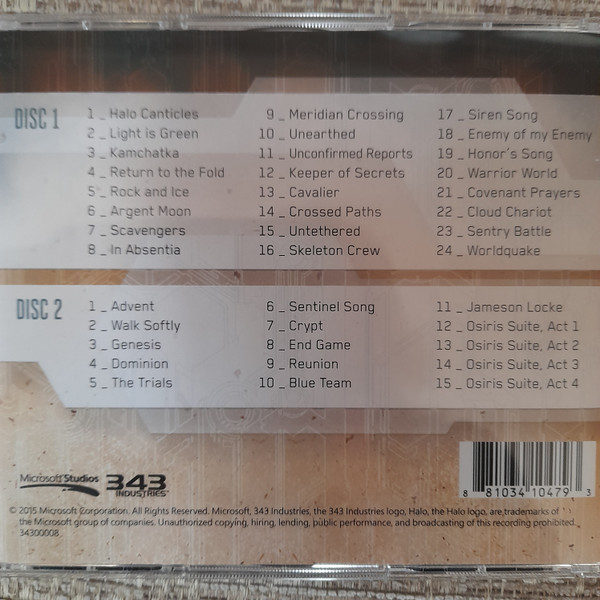 DISC 1
1 _ Halo Canticles
2 _ Light is Green
3 _ Kamchatka
4 _ Return to the Fold
5 _ Rock and Ice
6 _ Argent Moon
7 _ Scavengers
8 _ In Absentia
9 _ Meridian Crossing
10 _ Unearthed
11 _ Unconfirmed Reports
12 _ Keeper of Secrets
13 _ Cavalier
14 _ Crossed Paths
15 _ Untethered
16 _ Skeleton Crew
17 _ Siren Song
18 _ Enemy of my Enemy
19 _ Honor's Song
20 _ Warrior World
21 _ Covenant Prayers
22 _ Cloud Chariot
23 _ Sentry Battle
24 _ Worldquake
DISC 2
1 _ Advent
2 _ Walk Softly
3 _ Genesis
4 _ Dominion
5 _ The Trials
6 _ Sentinel Song
7 _ Crypt
8 _ End Game
9 _ Reunion
10 _ Blue Team
11 _ Jameson Locke
12 _ Osiris Suite, Act 1
13 _ Osiris Suite, Act 2
14 _ Osiris Suite, Act 3
15 _ Osiris Suite, Act 4
Microsoft Studios
343 INDUSTRIES
8 81034 10479 3
© 2015 Microsoft Corporation. All Rights Reserved. Microsoft, 343 Industries, the 343 Industries logo, Halo, the Halo logo, are trademarks of
the Microsoft group of companies. Unauthorized copying, hiring, lending, public performance, and broadcasting of this recording prohibited.
34300008